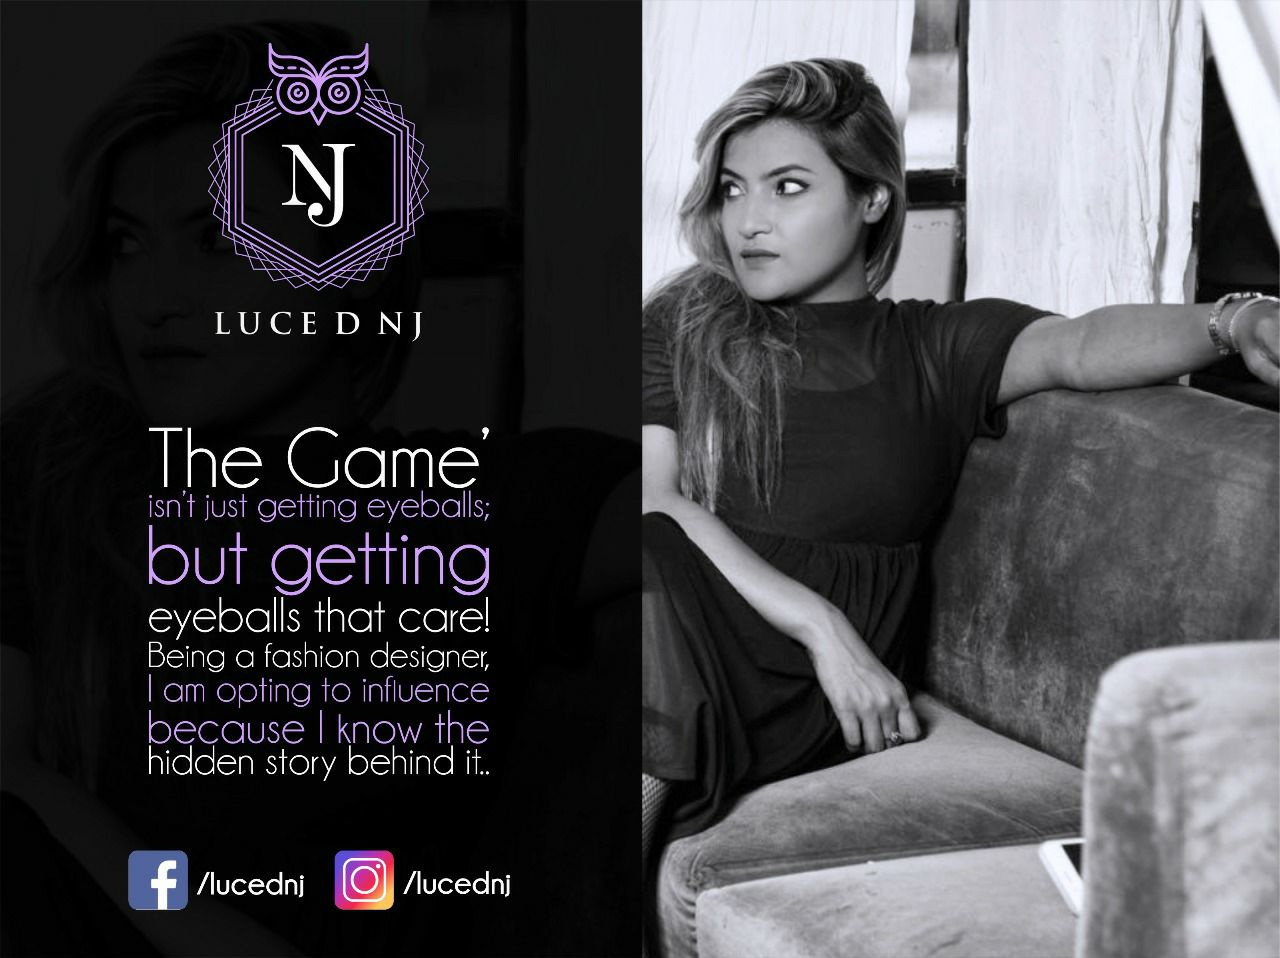 NJ
LUCE D NJ
The Game'
isn't just getting eyeballs;
but getting
eyeballs that care!
Being a fashion designer,
I am opting to influence
because I know the
hidden story behind it..
f /lucednj /lucednj